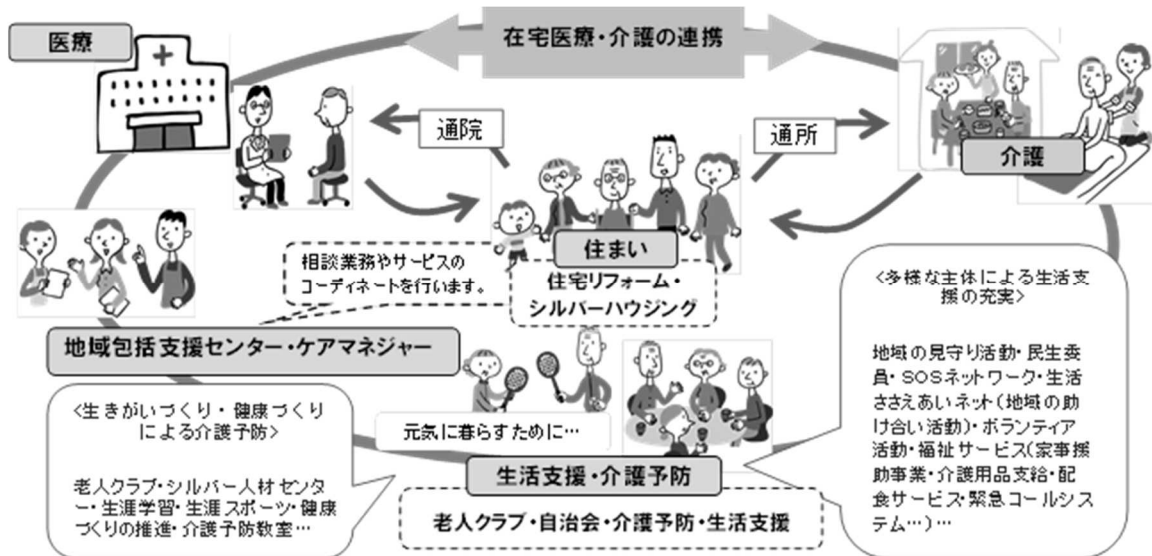 医療
在宅医療・介護の連携
通院
通所
介護
住まい
住宅リフォーム・
シルバーハウジング
相談業務やサービスの
コーディネートを行います。
地域包括支援センター・ケアマネジャー
<生きがいづくり・健康づくり
による介護予防>
老人クラブ・シルバー人材センタ
ー・生涯学習・生涯スポーツ・健康
づくりの推進・介護予防教室…
元気に暮らすために…
生活支援・介護予防
老人クラブ・自治会・介護予防・生活支援
<多様な主体による生活支
援の充実>
地域の見守り活動・民生委
員・SOSネットワーク・生活
ささえあいネット(地域の助
け合い活動)・ボランティア
活動・福祉サービス(家事援
助事業・介護用品支給・配
食サービス・緊急コールシス
テム…)…